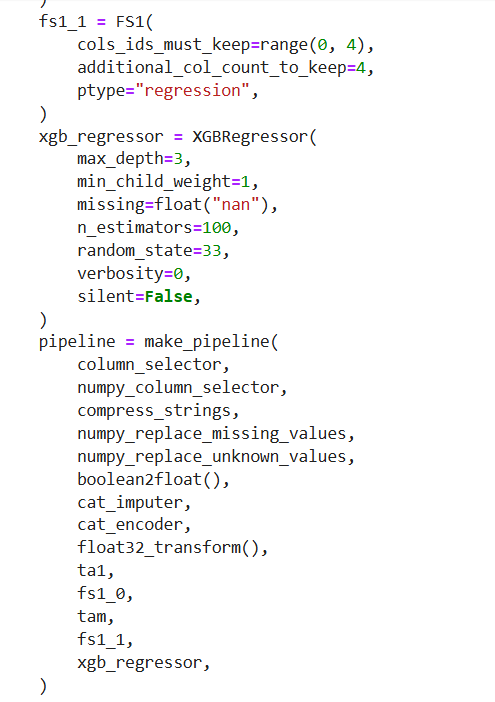 )
fs1_1 = FS1(
    cols_ids_must_keep=range(0, 4),
    additional_col_count_to_keep=4,
    ptype="regression",
)
xgb_regressor = XGBRegressor(
    max_depth=3,
    min_child_weight=1,
    missing=float("nan"),
    n_estimators=100,
    random_state=33,
    verbosity=0,
    silent=False,
)
pipeline = make_pipeline(
    column_selector,
    numpy_column_selector,
    compress_strings,
    numpy_replace_missing_values,
    numpy_replace_unknown_values,
    boolean2float(),
    cat_imputer,
    cat_encoder,
    float32_transform(),
    ta1,
    fs1_0,
    tam,
    fs1_1,
    xgb_regressor,
)